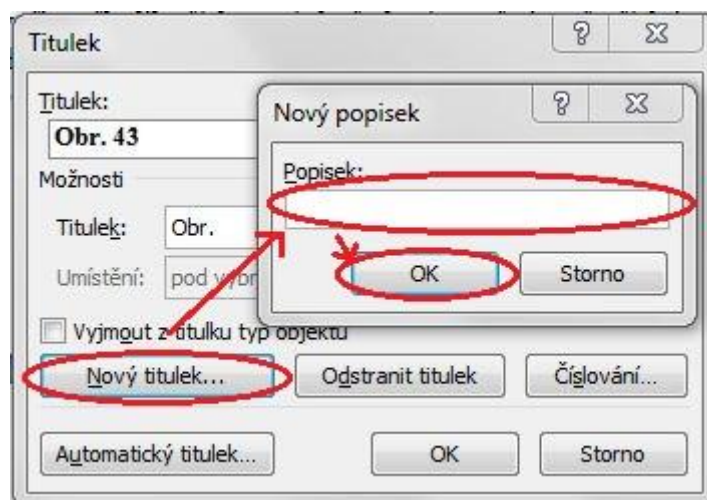 Titulek
Titulek:
Obr. 43
Možnosti
Titulek: Obr.
Umístění: pod
Vyjmout z titulku typ objektu
Nový titulek... Odstranit titulek Číslování...
Automatický titulek... OK Storno
Nový popisek
Popisek:
OK Storno